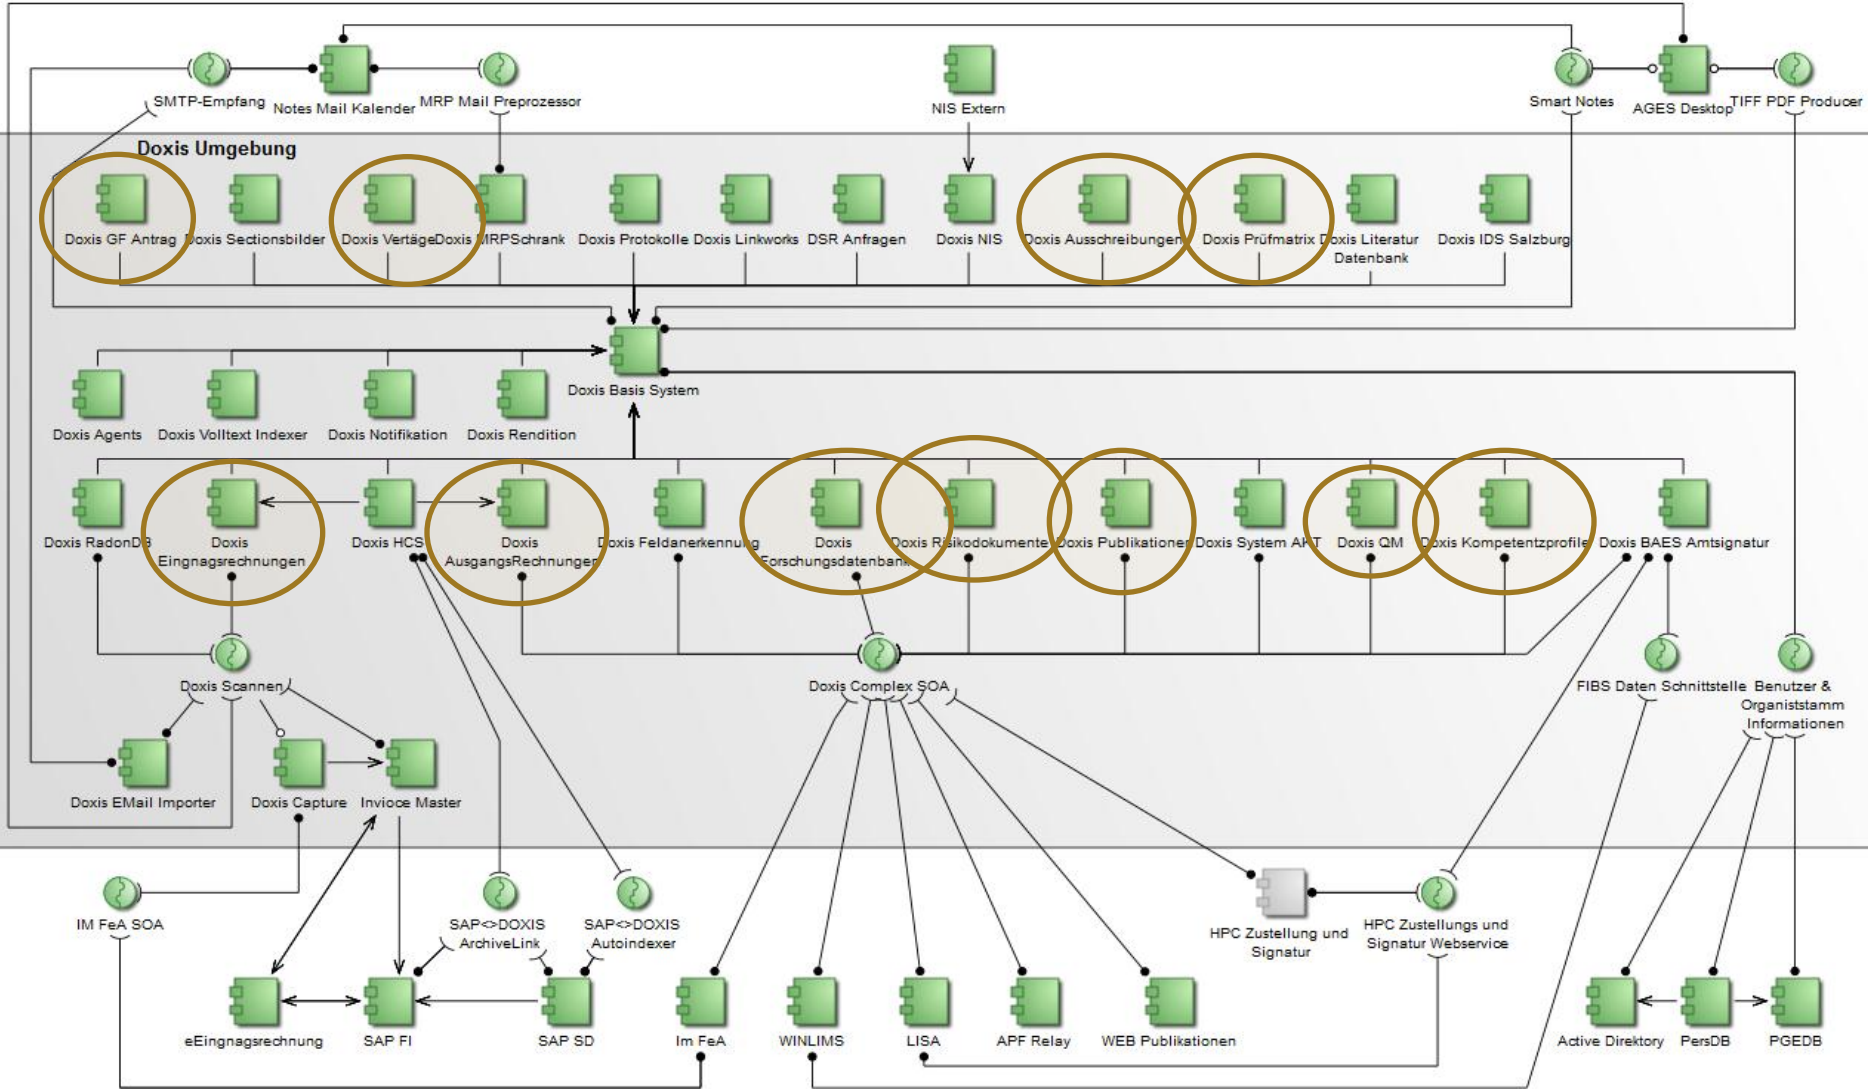 SMTP-Empfang
Notes Mail Kalender
MRP Mail Preprozessor
NIS Extern
Smart Notes
AGES Desktop
TIFF PDF Producer
Doxis Umgebung
Doxis GF Antrag
Doxis Sectionsbilder
Doxis Vertäge
Doxis MRPSchrank
Doxis Protokolle
Doxis Linkworks
DSR Anfragen
Doxis NIS
Doxis Ausschreibungen
Doxis Prüfmatrix
Doxis Literatur
Datenbank
Doxis IDS Salzburg
Doxis Basis System
Doxis Agents
Doxis Volltext Indexer
Doxis Notifikation
Doxis Rendition
Doxis RadonDB
Doxis
Eingnagsrechnungen
Doxis HCS
Doxis
AusgangsRechnungen
Doxis Feldanerkennung
Doxis
Forschungsdatenbank
Doxis Risikodokumente
Doxis Publikationen
Doxis System AKT
Doxis QM
Doxis Kompetentzprofile
Doxis BAES Amtsignatur
Doxis Scannen
Doxis Complex SOA
FIBS Daten Schnittstelle
Benutzer &
Organiststamm
Informationen
Doxis EMail Importer
Doxis Capture
Invioce Master
IM FeA SOA
SAP<>DOXIS
ArchiveLink
SAP<>DOXIS
Autoindexer
HPC Zustellung und
Signatur
HPC Zustellungs und
Signatur Webservice
eEingnagsrechnung
SAP FI
SAP SD
Im FeA
WINLIMS
LISA
APF Relay
WEB Publikationen
Active Direktory
PersDB
PGEDB